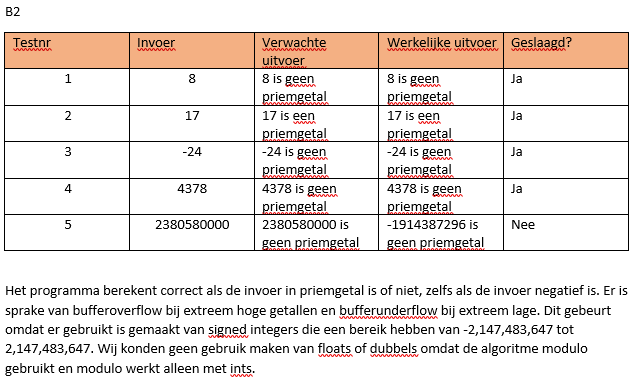 B2
Testnr Invoer Verwachte uitvoer Werkelijke uitvoer Geslaagd?
1 8 8 is geen priemgetal 8 is geen priemgetal Ja
2 17 17 is een priemgetal 17 is een priemgetal Ja
3 -24 -24 is geen priemgetal -24 is geen priemgetal Ja
4 4378 4378 is geen priemgetal 4378 is geen priemgetal Ja
5 2380580000 2380580000 is geen priemgetal -1914387296 is geen priemgetal Nee
Het programma berekent correct als de invoer in priemgetal is of niet, zelfs als de invoer negatief is. Er is
sprake van bufferoverflow bij extreem hoge getallen en bufferunderflow bij extreem lage. Dit gebeurt
omdat er gebruikt is gemaakt van signed integers die een bereik hebben van -2,147,483,647 tot
2,147,483,647. Wij konden geen gebruik maken van floats of dubbels omdat de algoritme modulo
gebruikt en modulo werkt alleen met ints.